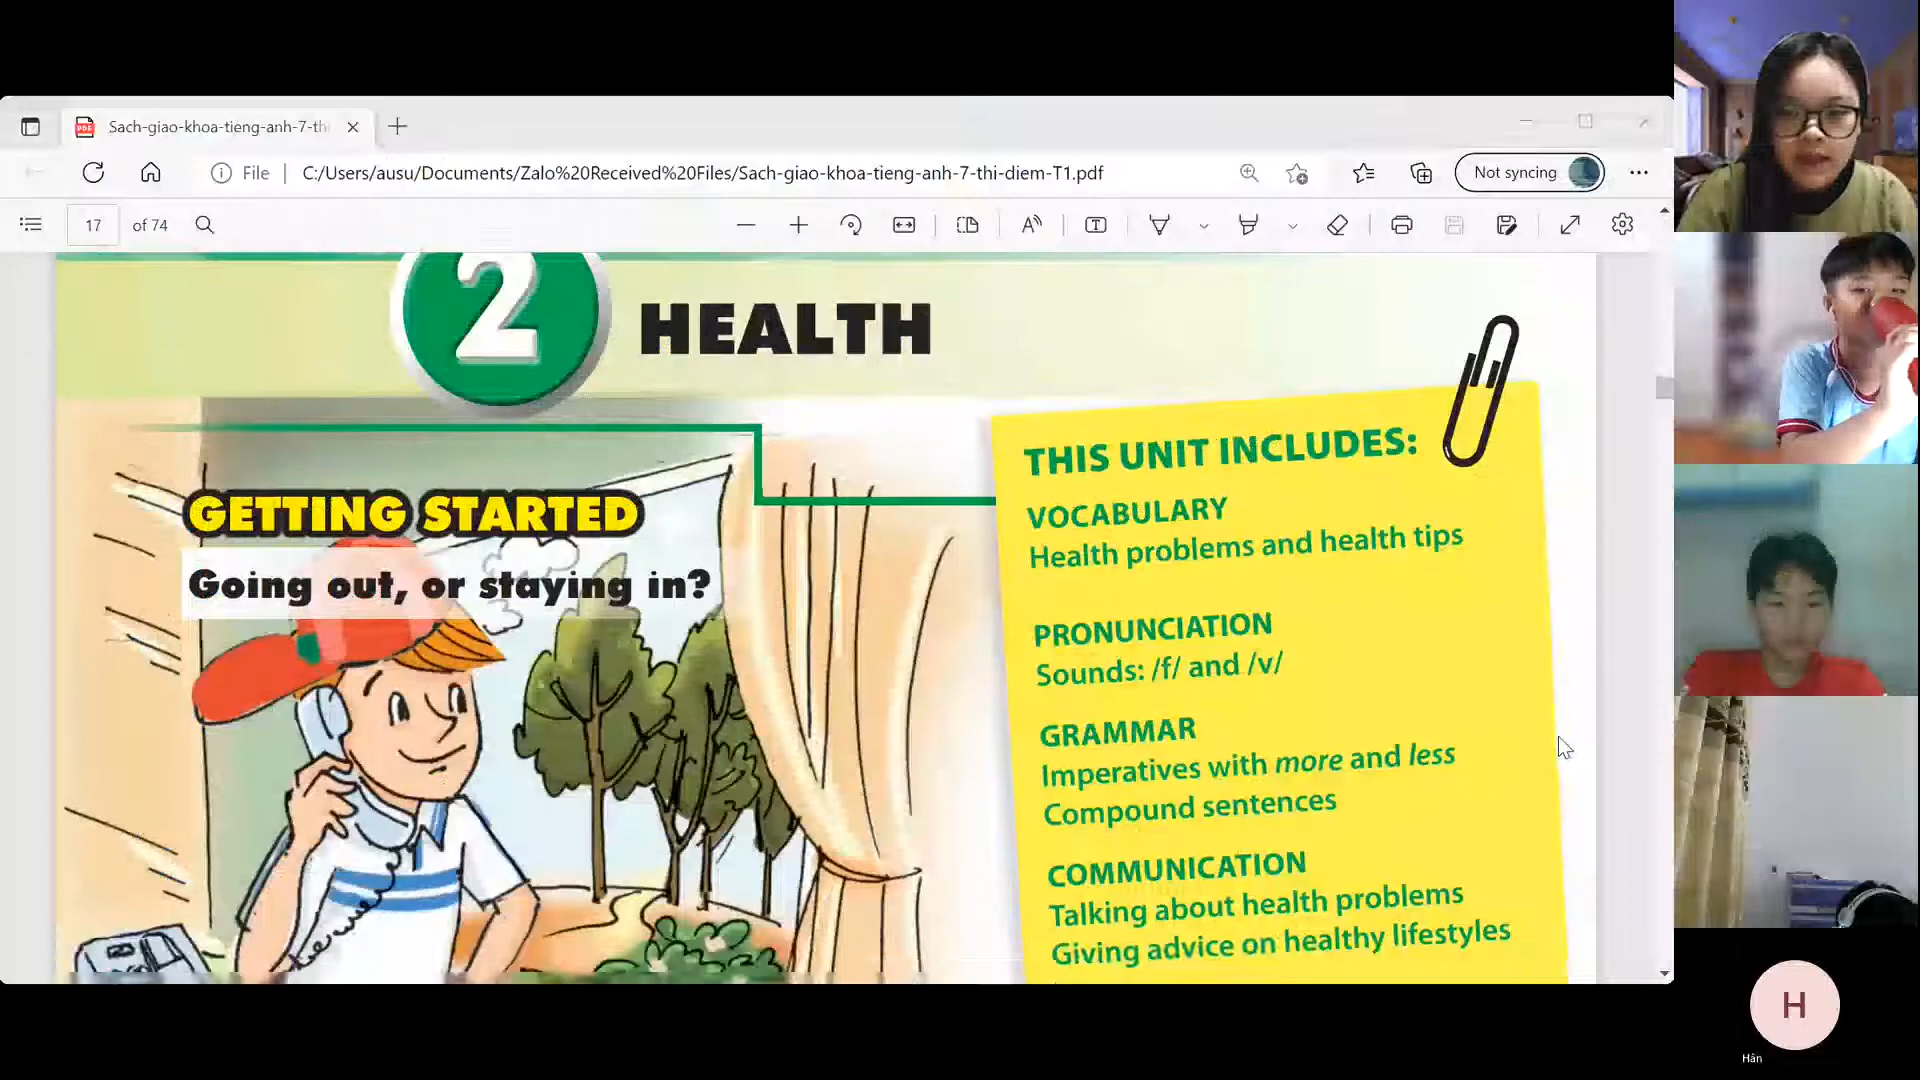 Sach-giao-khoa-tieng-anh-7-thi
File
C:/Users/ausu/Documents/Zalo%20Received%20Files/Sach-giao-khoa-tieng-anh-7-thi-diem-T1.pdf
Not syncing
17 of 74
2
HEALTH
GETTING STARTED
Going out, or staying in?
THIS UNIT INCLUDES:
VOCABULARY
Health problems and health tips
PRONUNCIATION
Sounds: /f/ and /v/
GRAMMAR
Imperatives with more and less
Compound sentences
COMMUNICATION
Talking about health problems
Giving advice on healthy lifestyles
H
Hân